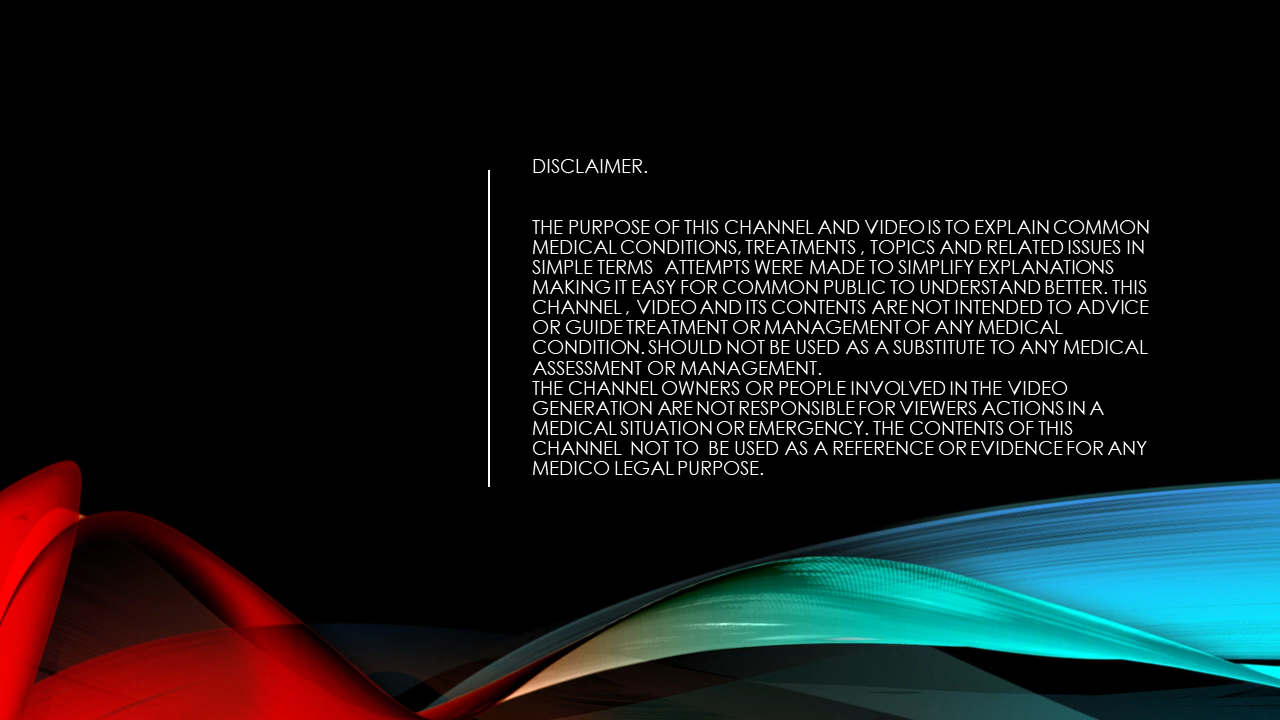 DISCLAIMER.
THE PURPOSE OF THIS CHANNEL AND VIDEO IS TO EXPLAIN COMMON
MEDICAL CONDITIONS, TREATMENTS , TOPICS AND RELATED ISSUES IN
SIMPLE TERMS ATTEMPTS WERE MADE TO SIMPLIFY EXPLANATIONS
MAKING IT EASY FOR COMMON PUBLIC TO UNDERSTAND BETTER. THIS
CHANNEL , VIDEO AND ITS CONTENTS ARE NOT INTENDED TO ADVICE
OR GUIDE TREATMENT OR MANAGEMENT OF ANY MEDICAL
CONDITION. SHOULD NOT BE USED AS A SUBSTITUTE TO ANY MEDICAL
ASSESSMENT OR MANAGEMENT.
THE CHANNEL OWNERS OR PEOPLE INVOLVED IN THE VIDEO
GENERATION ARE NOT RESPONSIBLE FOR VIEWERS ACTIONS IN A
MEDICAL SITUATION OR EMERGENCY. THE CONTENTS OF THIS
CHANNEL NOT TO BE USED AS A REFERENCE OR EVIDENCE FOR ANY
MEDICO LEGAL PURPOSE.